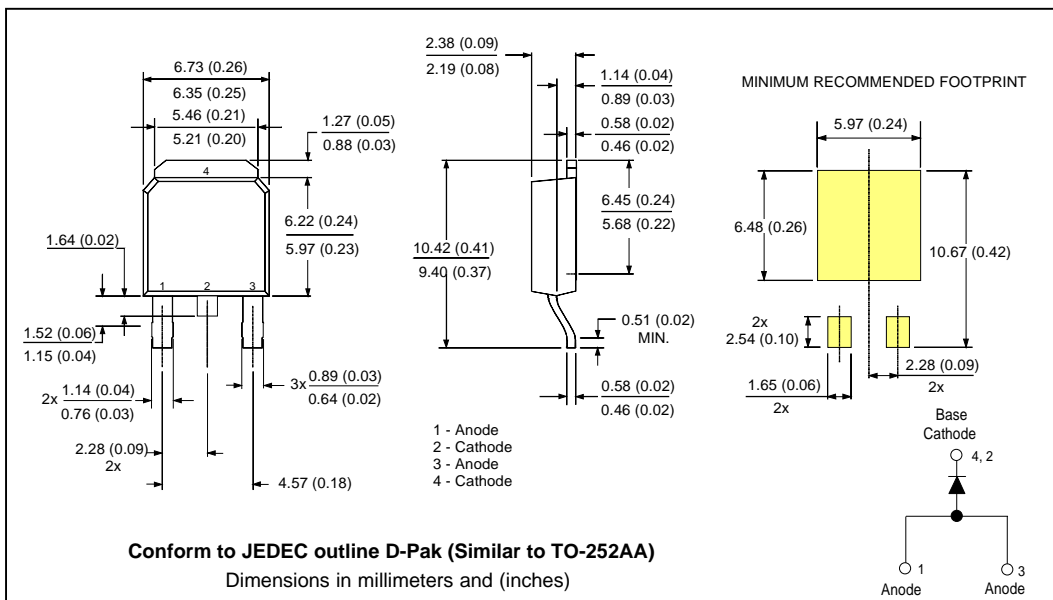 6.73 (0.26)
6.35 (0.25)
5.46 (0.21)
5.21 (0.20)
1.27 (0.05)
0.88 (0.03)
4
6.22 (0.24)
5.97 (0.23)
1.64 (0.02)
1
2
3
1.52 (0.06)
1.15 (0.04)
2x
1.14 (0.04)
0.76 (0.03)
3x
0.89 (0.03)
0.64 (0.02)
2.28 (0.09)
2x
4.57 (0.18)
2.38 (0.09)
2.19 (0.08)
1.14 (0.04)
0.89 (0.03)
0.58 (0.02)
0.46 (0.02)
6.45 (0.24)
5.68 (0.22)
10.42 (0.41)
9.40 (0.37)
0.51 (0.02)
MIN.
0.58 (0.02)
0.46 (0.02)
1 - Anode
2 - Cathode
3 - Anode
4 - Cathode
MINIMUM RECOMMENDED FOOTPRINT
5.97 (0.24)
6.48 (0.26)
10.67 (0.42)
2x
2.54 (0.10)
1.65 (0.06)
2x
2.28 (0.09)
2x
Base
Cathode
4, 2
1
Anode
3
Anode
Conform to JEDEC outline D-Pak (Similar to TO-252AA)
Dimensions in millimeters and (inches)